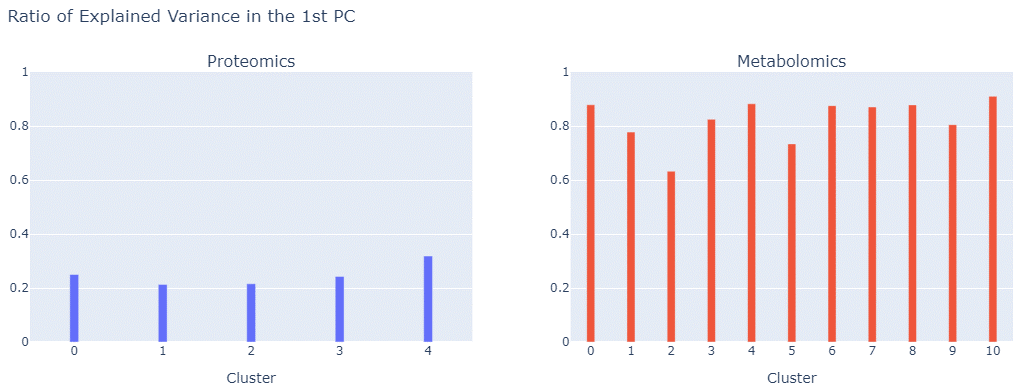 Ratio of Explained Variance in the 1st PC
Proteomics
1
0.8
0.6
0.4
0.2
0
0 1 2 3 4
Cluster
Metabolomics
1
0.8
0.6
0.4
0.2
0
0 1 2 3 4 5 6 7 8 9 10
Cluster